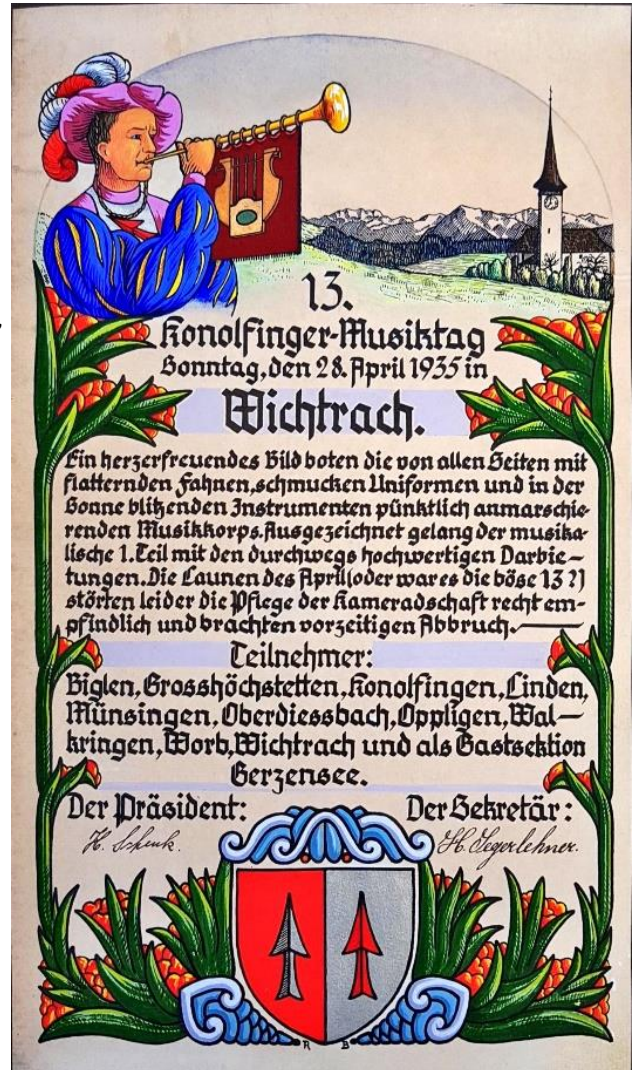 13.
Konolfinger-Musiktag
Sonntag, den 28. April 1935 in
Wichtrach.
Ein herzerfreuendes Bild boten die von allen Seiten mit
flatternden Fahnen, schmucken Uniformen und in der
Sonne blitzenden Instrumenten pünktlich anmarschie-
renden Musikkorps. Ausgezeichnet gelang der musika-
lische 1. Teil mit den durchwegs hochwertigen Darbie-
tungen. Die Launen des April (oder war es die böse 13 ?)
störten leider die Pflege der Kameradschaft recht em-
pfindlich und brachten vorzeitigen Abbruch.
Teilnehmer:
Biglen, Grosshöchstetten, Konolfingen, Linden,
Münsingen, Oberdiessbach, Oppligen, Wal-
kringen, Worb, Wichtrach und als Gastsektion
Gerzensee.
Der Präsident: Der Sekretär:
H. Schenk. H. Segerlehner.
R B